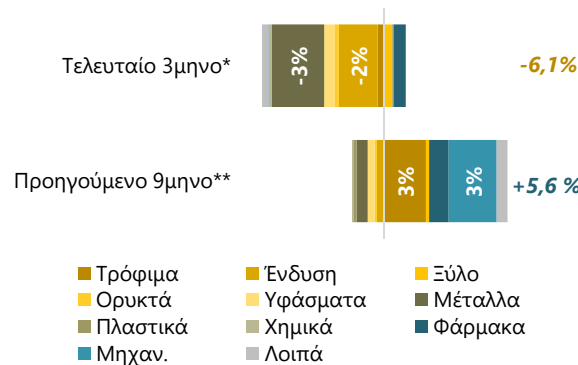 Τελευταίο 3μηνο* -3% -2% -6,1%
Προηγούμενο 9μηνο** 3% 3% +5,6 %
Τρόφιμα Ένδυση Ξύλο
Ορυκτά Υφάσματα Μέταλλα
Πλαστικά Χημικά Φάρμακα
Μηχαν. Λοιπά